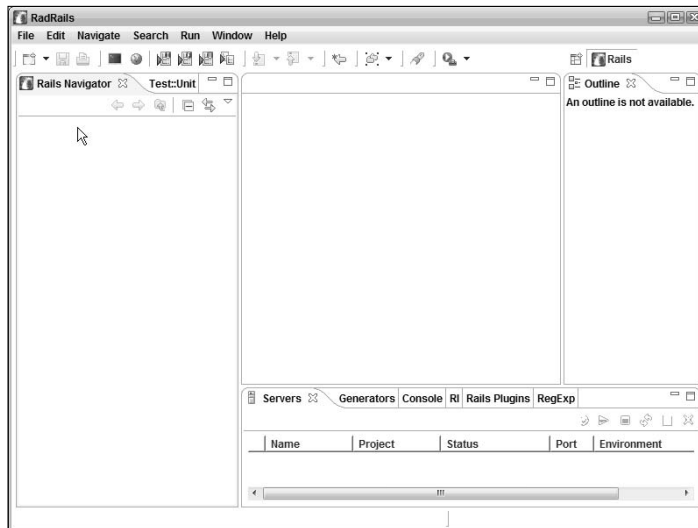 RadRails
File Edit Navigate Search Run Window Help
Rails
Rails Navigator Test::Unit
Outline
An outline is not available.
Servers Generators Console RI Rails Plugins RegExp
Name Project Status Port Environment